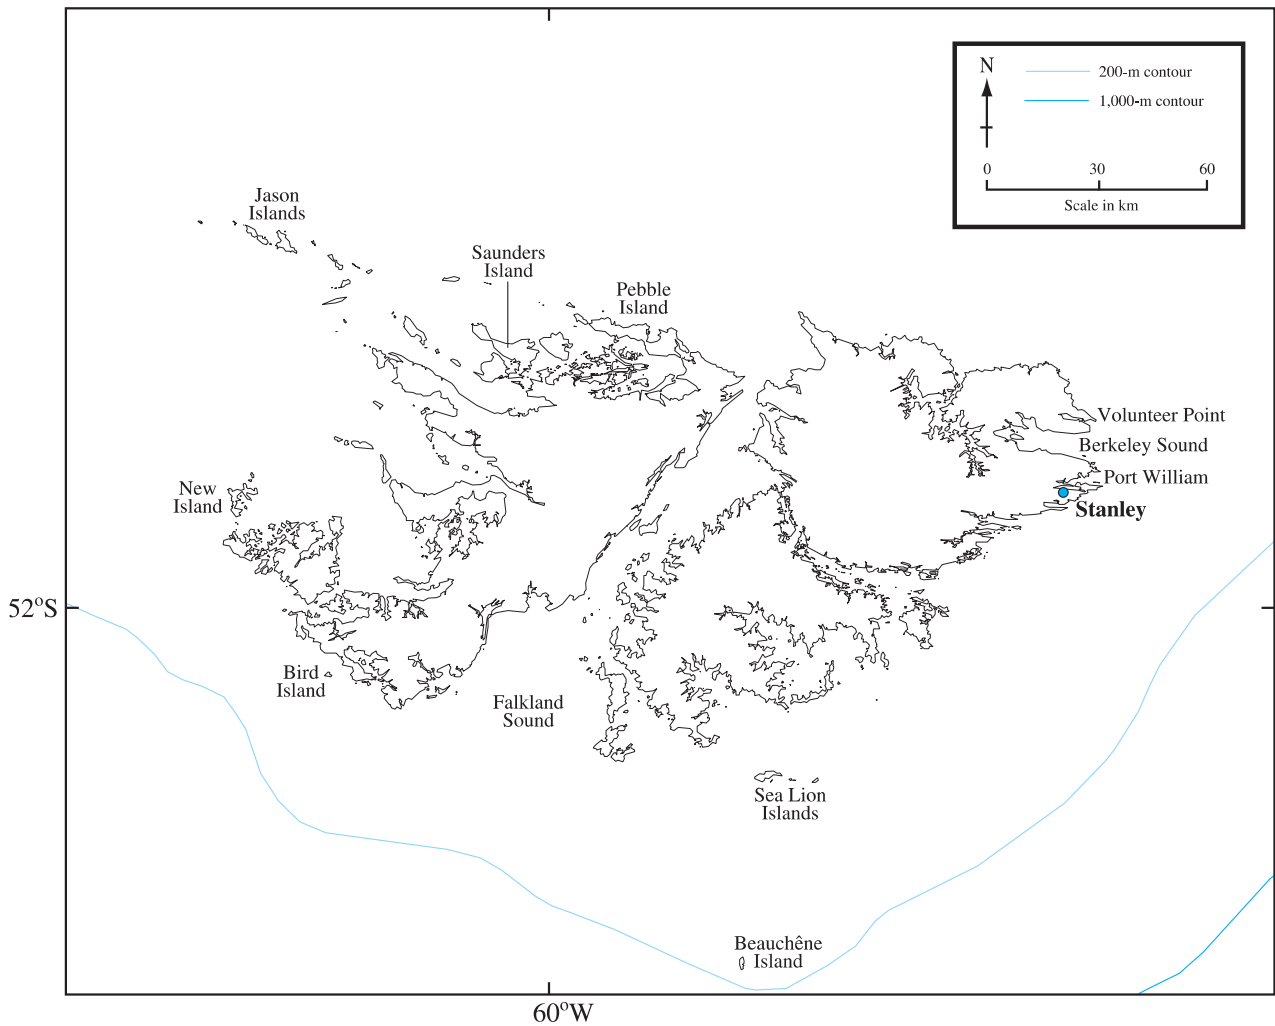 N
200-m contour
1,000-m contour
0 30 60
Scale in km
Jason
Islands
Saunders
Island
Pebble
Island
Volunteer Point
Berkeley Sound
Port William
Stanley
New
Island
52°S
Bird
Island
Falkland
Sound
Sea Lion
Islands
Beauchêne
Island
60°W